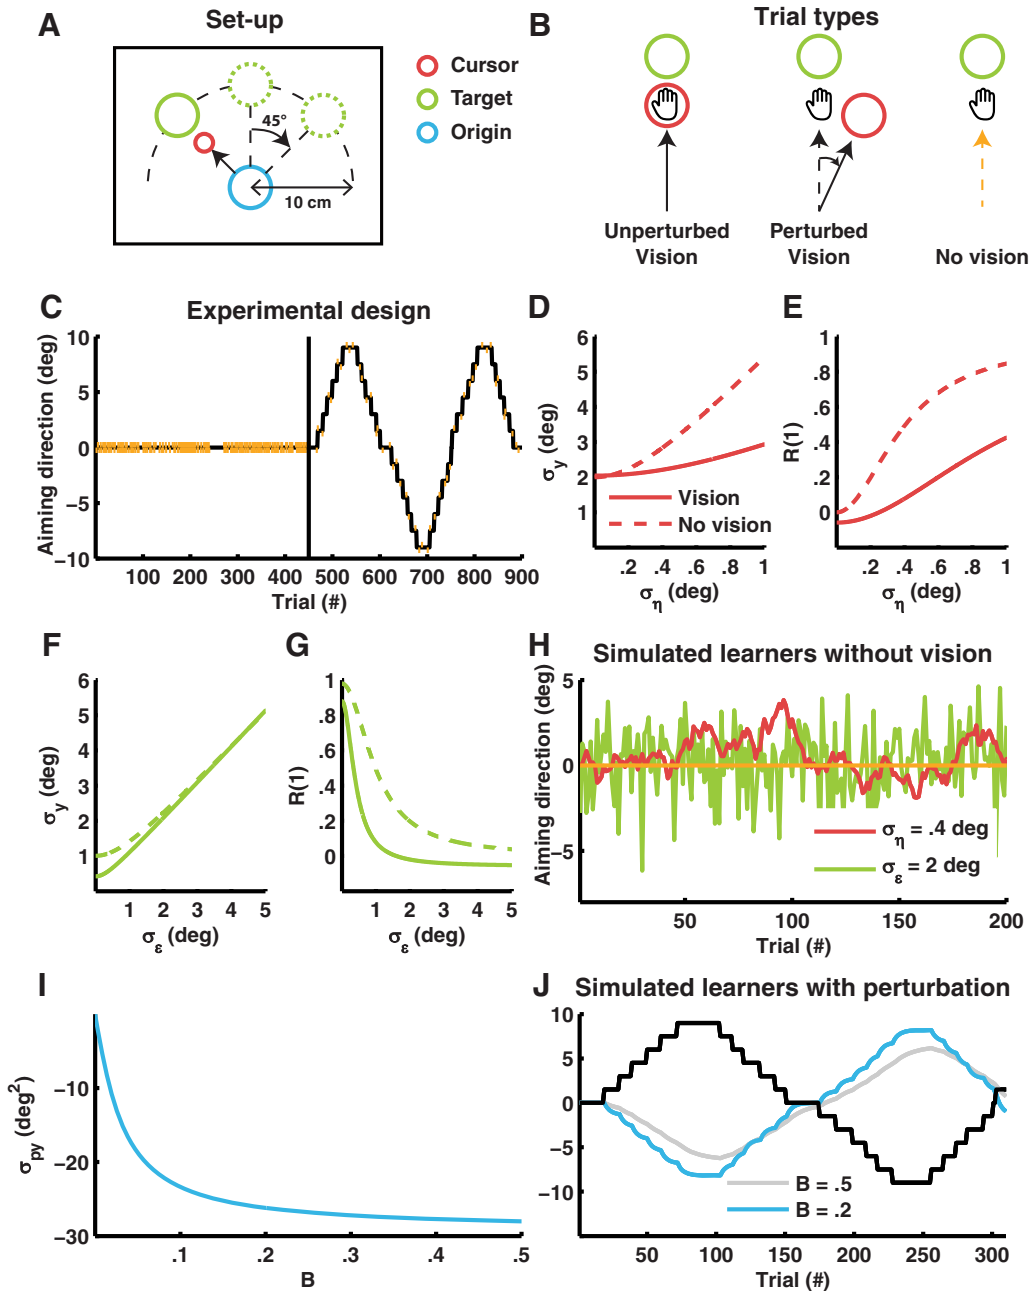 A
Set-up
45°
10 cm
Cursor
Target
Origin
B
Trial types
Unperturbed
Vision
Perturbed
Vision
No vision
C
Experimental design
Aiming direction (deg)
10
5
0
−5
−10
100 200 300 400 500 600 700 800 900
Trial (#)
D
σy (deg)
6
5
4
3
2
1
Vision
No vision
.2 .4 .6 .8 1
ση (deg)
E
R(1)
1
.8
.6
.4
.2
0
.2 .4 .6 .8 1
ση (deg)
F
σy (deg)
6
5
4
3
2
1
1 2 3 4 5
σε (deg)
G
R(1)
1
.8
.6
.4
.2
0
1 2 3 4 5
σε (deg)
H
Simulated learners without vision
Aiming direction (deg)
5
0
−5
ση = .4 deg
σε = 2 deg
50 100 150 200
Trial (#)
I
σpy (deg²)
−10
−20
−30
.1 .2 .3 .4 .5
B
J
Simulated learners with perturbation
10
5
0
−5
−10
B = .5
B = .2
50 100 150 200 250 300
Trial (#)